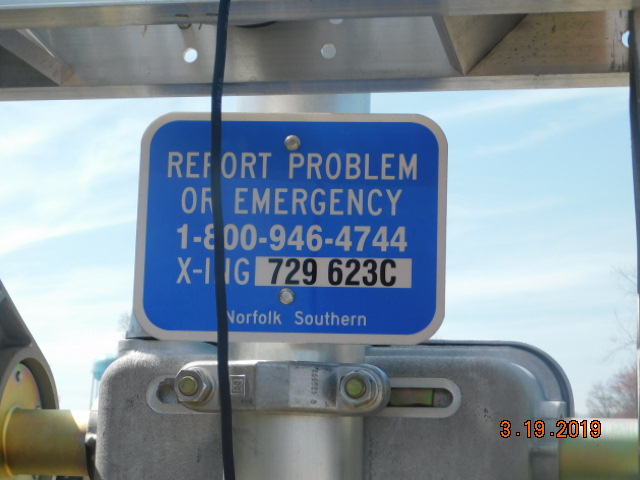 REPORT PROBLEM
OR EMERGENCY
1-800-946-4744
X-ING 729 623C
Norfolk Southern
3.19.2019